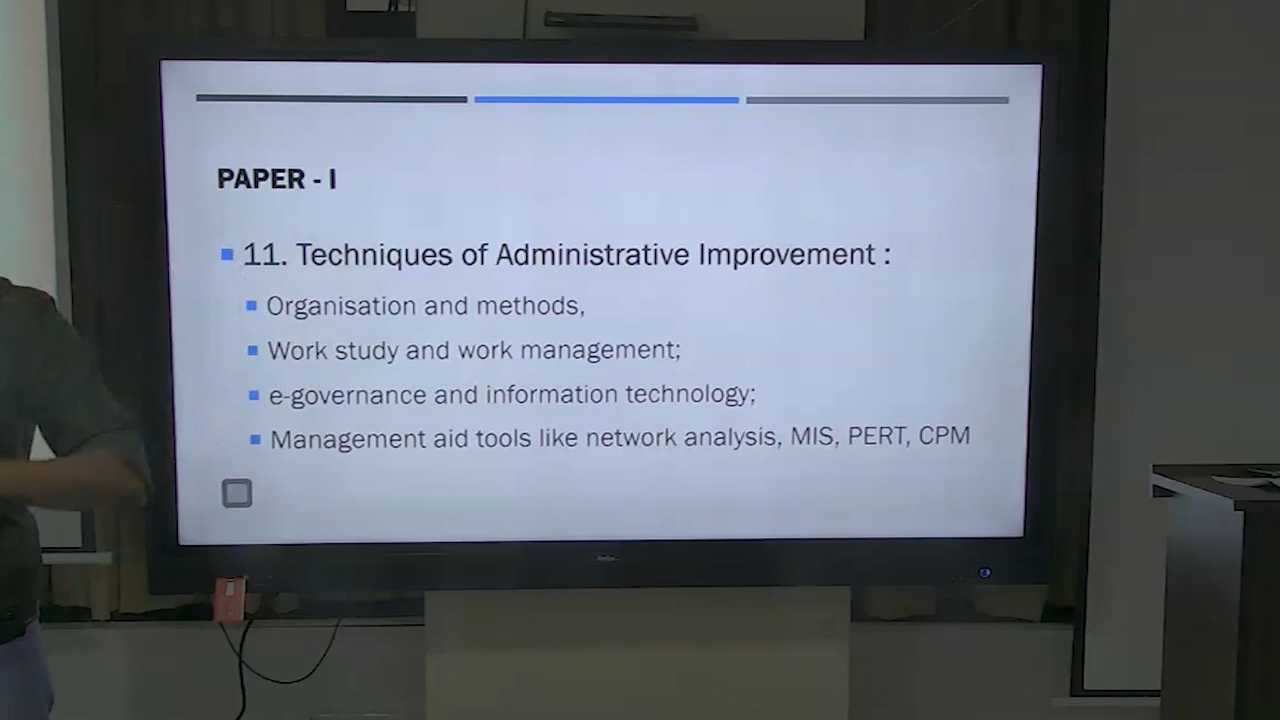 PAPER - I
11. Techniques of Administrative Improvement :
Organisation and methods,
Work study and work management;
e-governance and information technology;
Management aid tools like network analysis, MIS, PERT, CPM